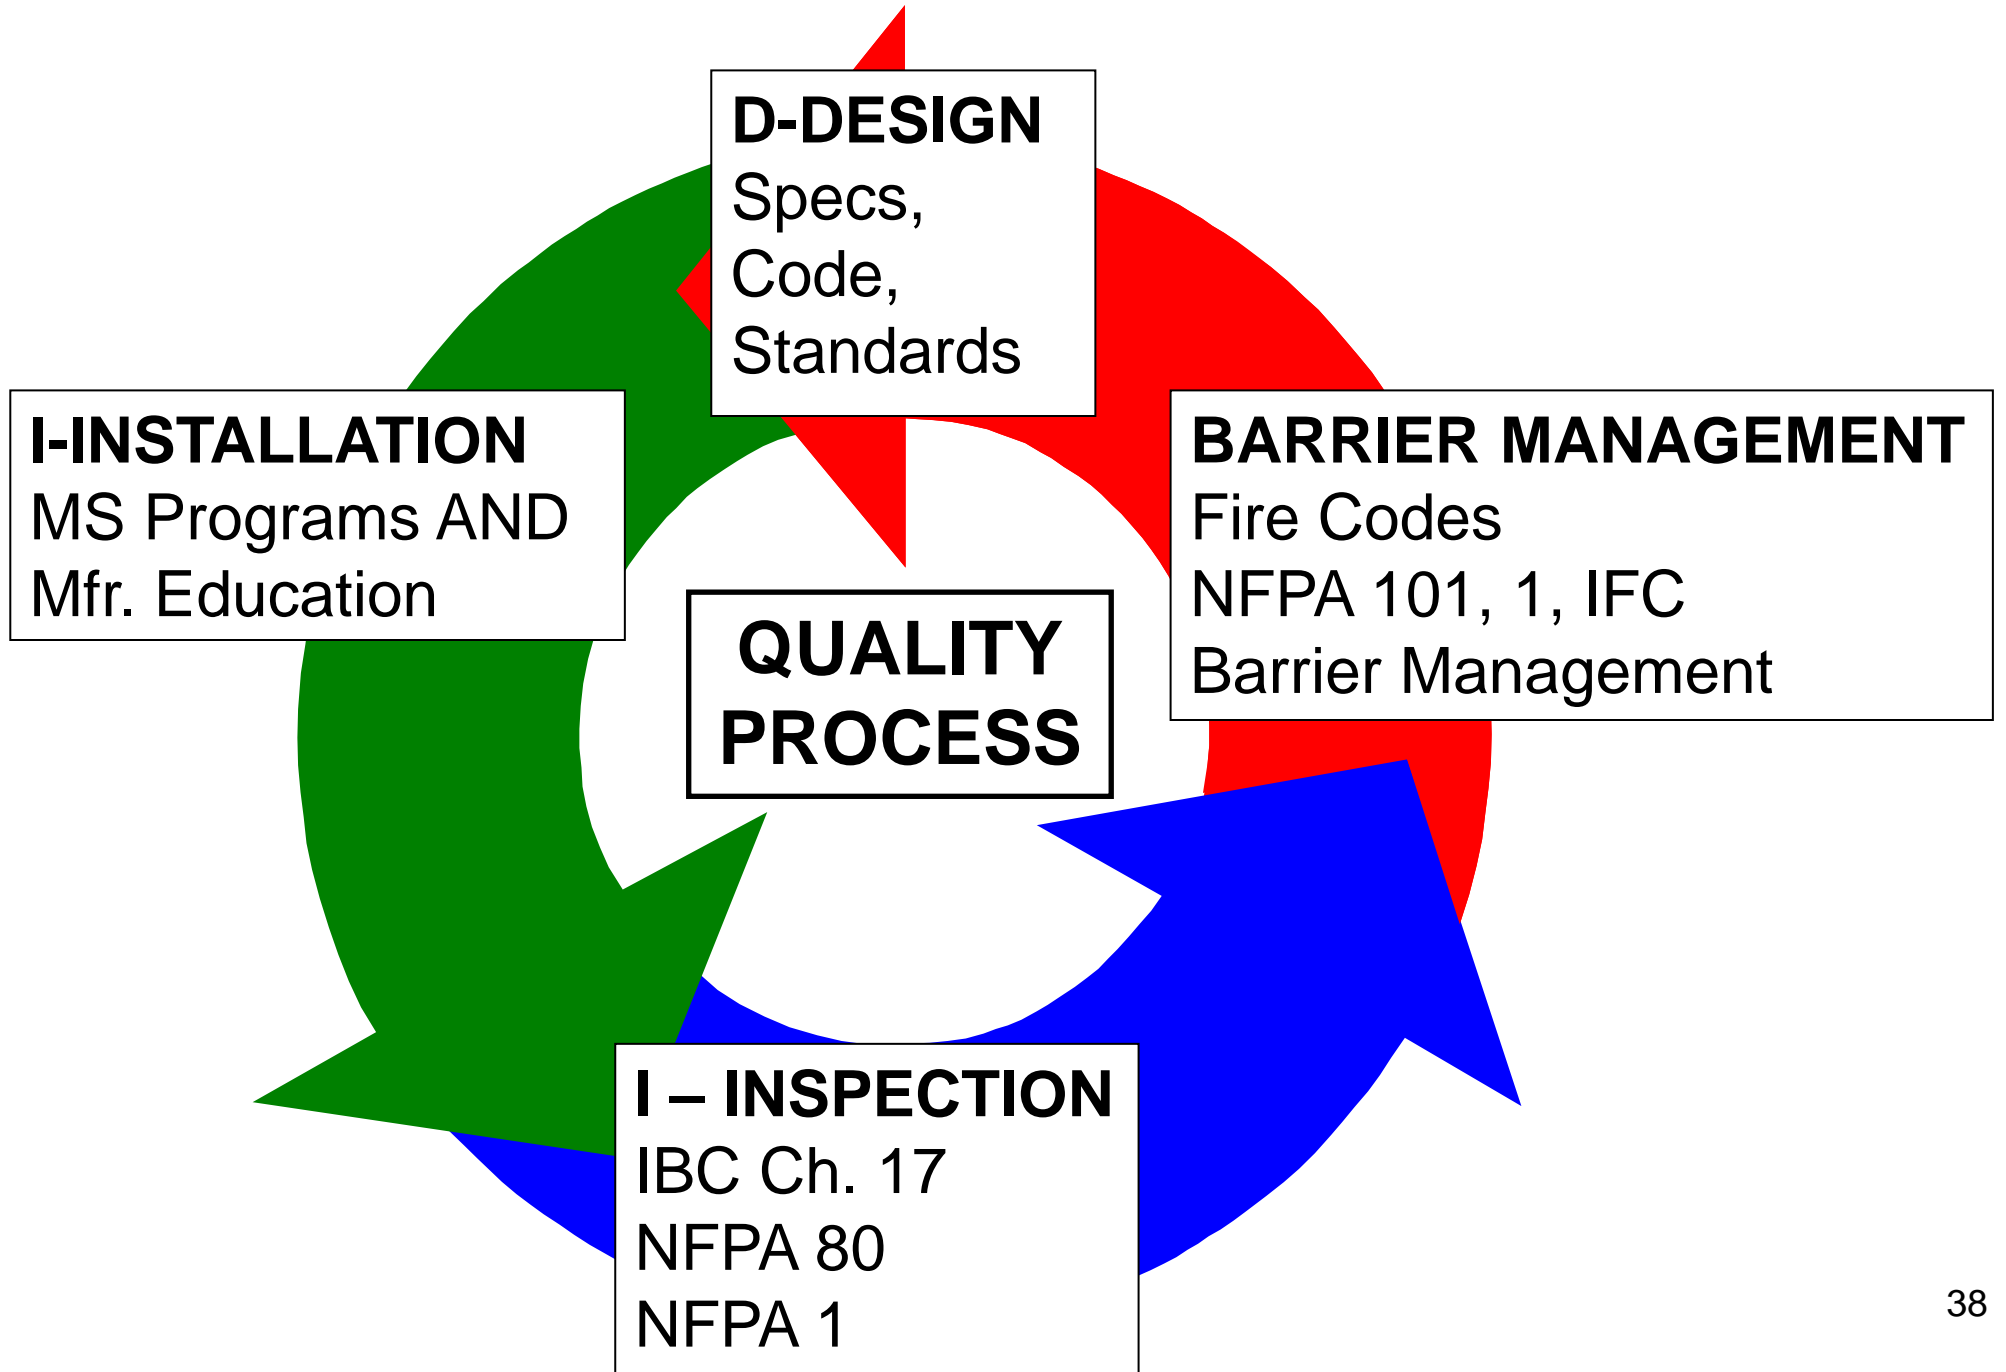 D-DESIGN
Specs,
Code,
Standards
I-INSTALLATION
MS Programs AND
Mfr. Education
BARRIER MANAGEMENT
Fire Codes
NFPA 101, 1, IFC
Barrier Management
QUALITY
PROCESS
I – INSPECTION
IBC Ch. 17
NFPA 80
NFPA 1
38